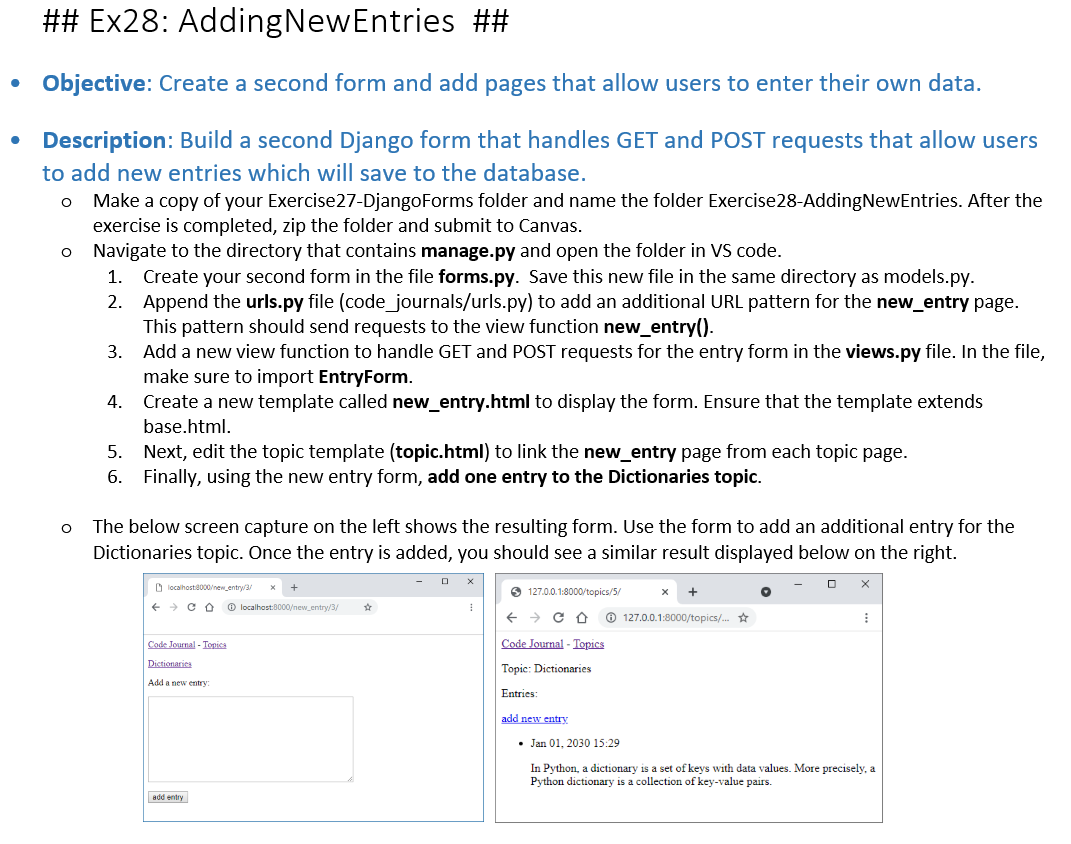 ## Ex28: AddingNewEntries ##
• Objective: Create a second form and add pages that allow users to enter their own data.
• Description: Build a second Django form that handles GET and POST requests that allow users
to add new entries which will save to the database.
o Make a copy of your Exercise27-DjangoForms folder and name the folder Exercise28-AddingNewEntries. After the
exercise is completed, zip the folder and submit to Canvas.
o Navigate to the directory that contains manage.py and open the folder in VS code.
1. Create your second form in the file forms.py. Save this new file in the same directory as models.py.
2. Append the urls.py file (code_journals/urls.py) to add an additional URL pattern for the new_entry page.
This pattern should send requests to the view function new_entry().
3. Add a new view function to handle GET and POST requests for the entry form in the views.py file. In the file,
make sure to import EntryForm.
4. Create a new template called new_entry.html to display the form. Ensure that the template extends
base.html.
5. Next, edit the topic template (topic.html) to link the new_entry page from each topic page.
6. Finally, using the new entry form, add one entry to the Dictionaries topic.
o The below screen capture on the left shows the resulting form. Use the form to add an additional entry for the
Dictionaries topic. Once the entry is added, you should see a similar result displayed below on the right.
localhost:8000/new_entry/3/
localhost:8000/new_entry/3/
Code Journal - Topics
Dictionaries
Add a new entry:
add entry
127.0.0.1:8000/topics/5/
127.0.0.1:8000/topics/...
Code Journal - Topics
Topic: Dictionaries
Entries:
add new entry
• Jan 01, 2030 15:29
In Python, a dictionary is a set of keys with data values. More precisely, a
Python dictionary is a collection of key-value pairs.